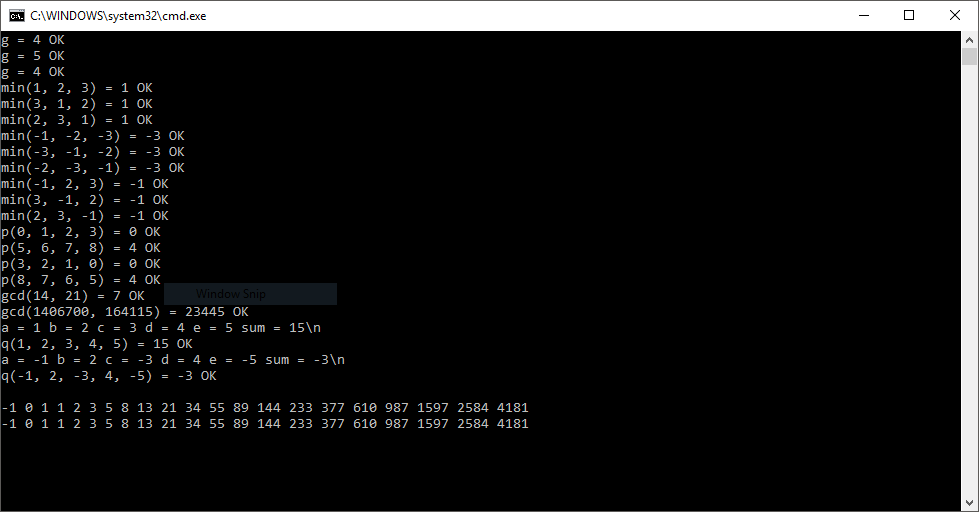 C:\WINDOWS\system32\cmd.exe
g = 4 OK
g = 5 OK
g = 4 OK
min(1, 2, 3) = 1 OK
min(3, 1, 2) = 1 OK
min(2, 3, 1) = 1 OK
min(-1, -2, -3) = -3 OK
min(-3, -1, -2) = -3 OK
min(-2, -3, -1) = -3 OK
min(-1, 2, 3) = -1 OK
min(3, -1, 2) = -1 OK
min(2, 3, -1) = -1 OK
p(0, 1, 2, 3) = 0 OK
p(5, 6, 7, 8) = 4 OK
p(3, 2, 1, 0) = 0 OK
p(8, 7, 6, 5) = 4 OK
gcd(14, 21) = 7 OK
Window Snip
gcd(1406700, 164115) = 23445 OK
a = 1 b = 2 c = 3 d = 4 e = 5 sum = 15\n
q(1, 2, 3, 4, 5) = 15 OK
a = -1 b = 2 c = -3 d = 4 e = -5 sum = -3\n
q(-1, 2, -3, 4, -5) = -3 OK
-1 0 1 1 2 3 5 8 13 21 34 55 89 144 233 377 610 987 1597 2584 4181
-1 0 1 1 2 3 5 8 13 21 34 55 89 144 233 377 610 987 1597 2584 4181